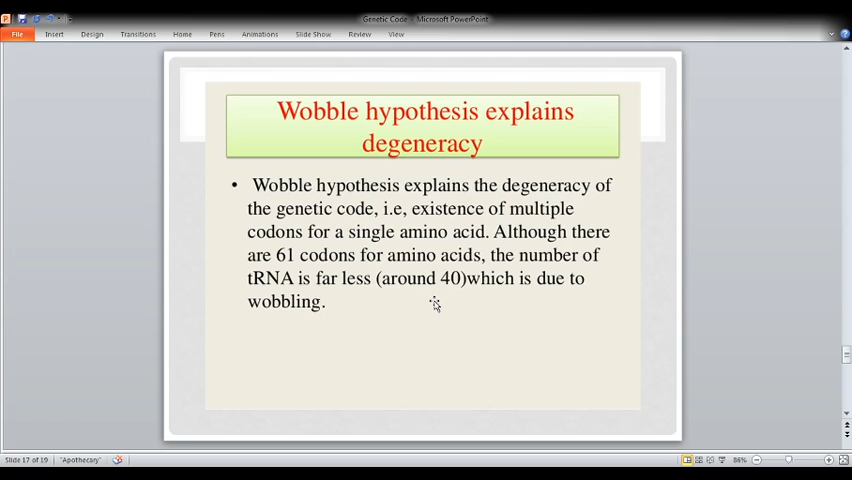 Genetic Code - Microsoft PowerPoint
File Insert Design Transitions Home Pens Animations Slide Show Review View
Wobble hypothesis explains
degeneracy
• Wobble hypothesis explains the degeneracy of
the genetic code, i.e, existence of multiple
codons for a single amino acid. Although there
are 61 codons for amino acids, the number of
tRNA is far less (around 40)which is due to
wobbling.
Slide 17 of 19 "Apothecary" 86%